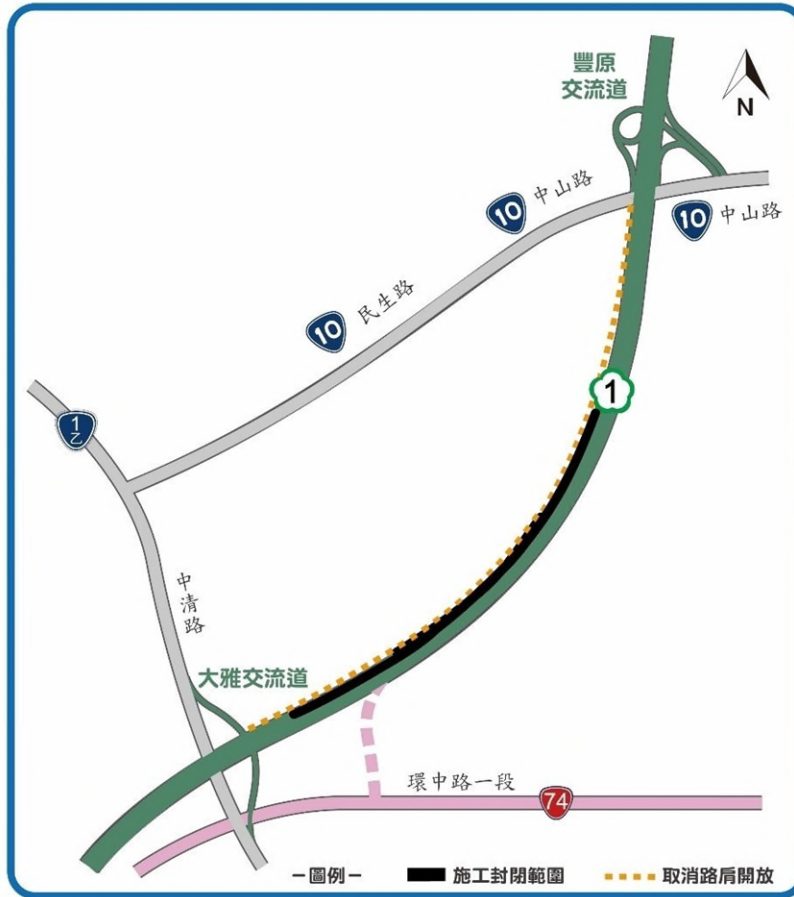 豐原
交流道
N
10
中山路
10
中山路
10
民生路
1
1
乙
中清路
大雅交流道
環中路一段
74
－圖例－
施工封閉範圍
取消路肩開放